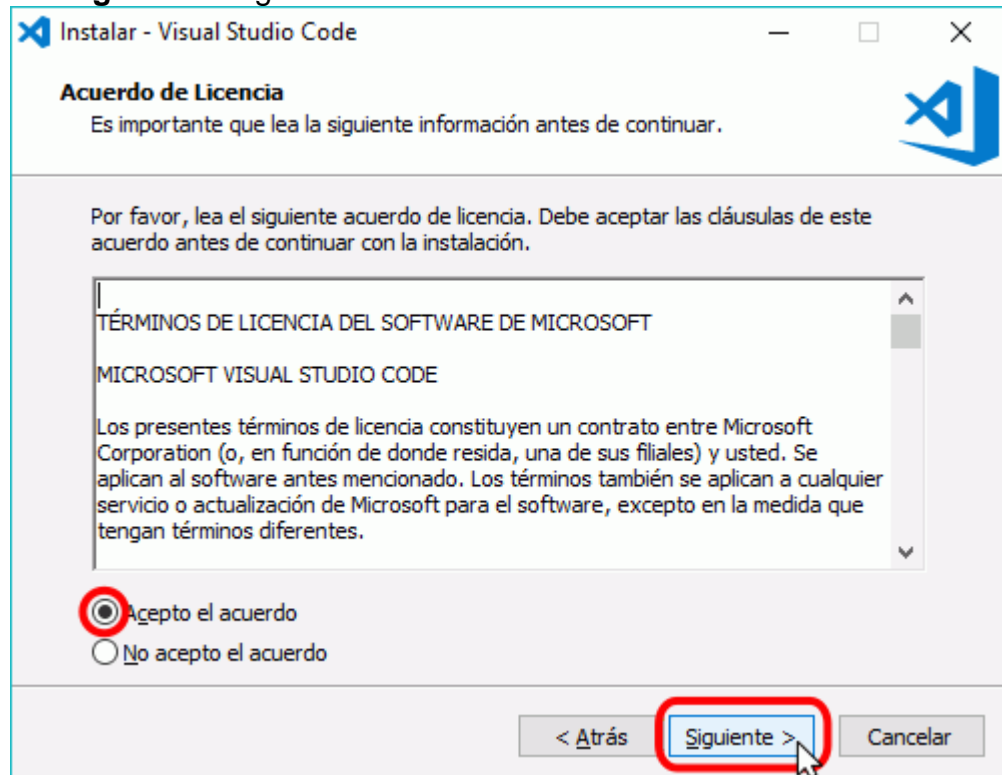 Instalar - Visual Studio Code
Acuerdo de Licencia
Es importante que lea la siguiente información antes de continuar.
Por favor, lea el siguiente acuerdo de licencia. Debe aceptar las cláusulas de este
acuerdo antes de continuar con la instalación.
TÉRMINOS DE LICENCIA DEL SOFTWARE DE MICROSOFT
MICROSOFT VISUAL STUDIO CODE
Los presentes términos de licencia constituyen un contrato entre Microsoft
Corporation (o, en función de donde resida, una de sus filiales) y usted. Se
aplican al software antes mencionado. Los términos también se aplican a cualquier
servicio o actualización de Microsoft para el software, excepto en la medida que
tengan términos diferentes.
Acepto el acuerdo
No acepto el acuerdo
< Atrás Siguiente > Cancelar